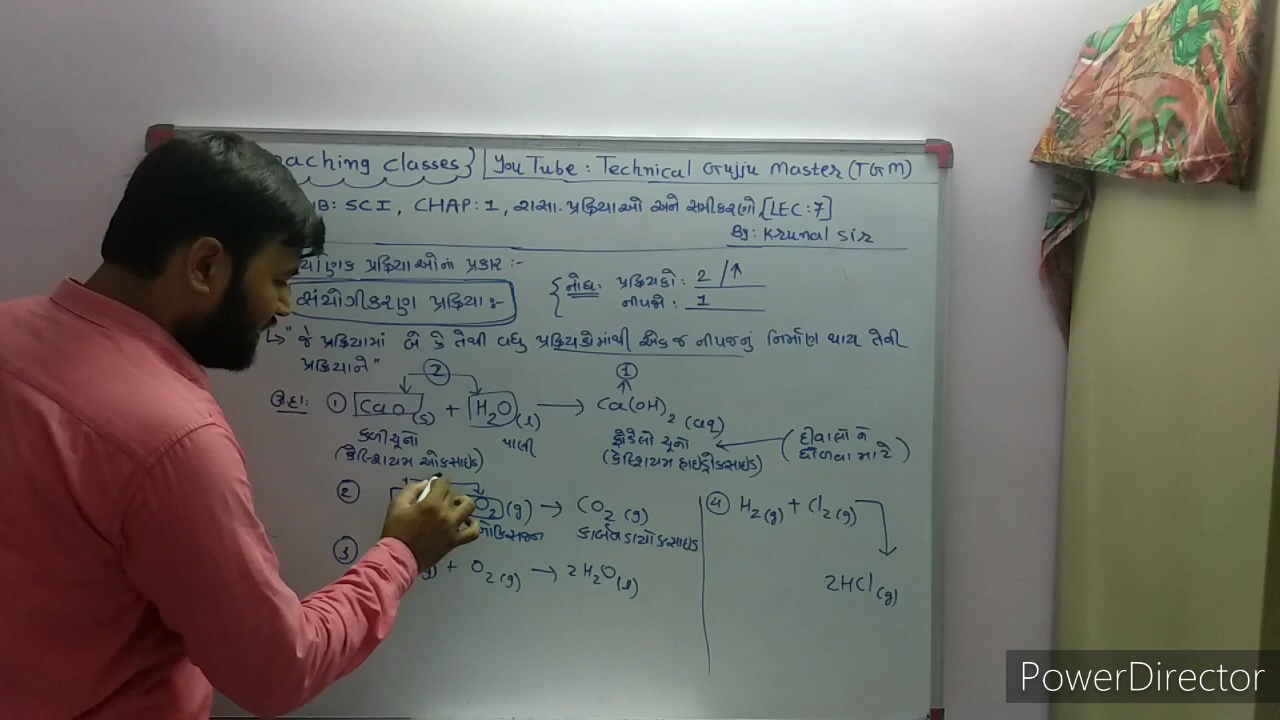 aching classes} | YouTube : Technical Gujju Master (TGM)
B: SCI, CHAP: 1, રાસા. પ્રક્રિયાઓ અને સમીકરણો [LEC:7]
By: Krunal Sir
પ્રક્રિયાઓના પ્રકાર :-
નોંધ: પ્રક્રિયકો : 2 /↑
નીપજો : 1
સંયોગીકરણ પ્રક્રિયા :-
↳ "જે પ્રક્રિયામાં બે કે તેથી વધુ પ્રક્રિયકોમાંથી એક જ નીપજનું નિર્માણ થાય તેની
પ્રક્રિયાને"
2 1
ઉદા: ① CaO(s) + H2O(l) → Ca(OH)2 (aq)
કળીચૂનો પાણી ફોડેલો ચૂનો ← (દીવાલો ને
(કેલ્શિયમ ઓક્સાઇડ) (કેલ્શિયમ હાઇડ્રોક્સાઇડ) ધોળવા માટે)
② O2 (g) → CO2 (g)
કાર્બન ડાયોક્સાઇડ
③ + O2(g) → 2H2O(l)
④ H2(g) + Cl2(g)
2HCl(g)
PowerDirector